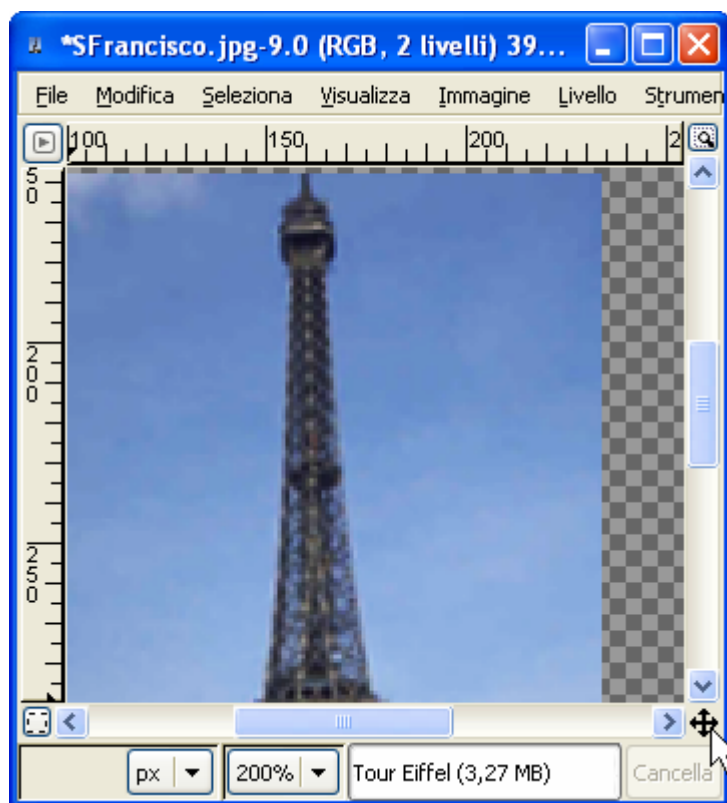 *SFrancisco.jpg-9.0 (RGB, 2 livelli) 39...
File Modifica Seleziona Visualizza Immagine Livello Strumen
100 150 200 2
50
200
250
px 200% Tour Eiffel (3,27 MB) Cancella